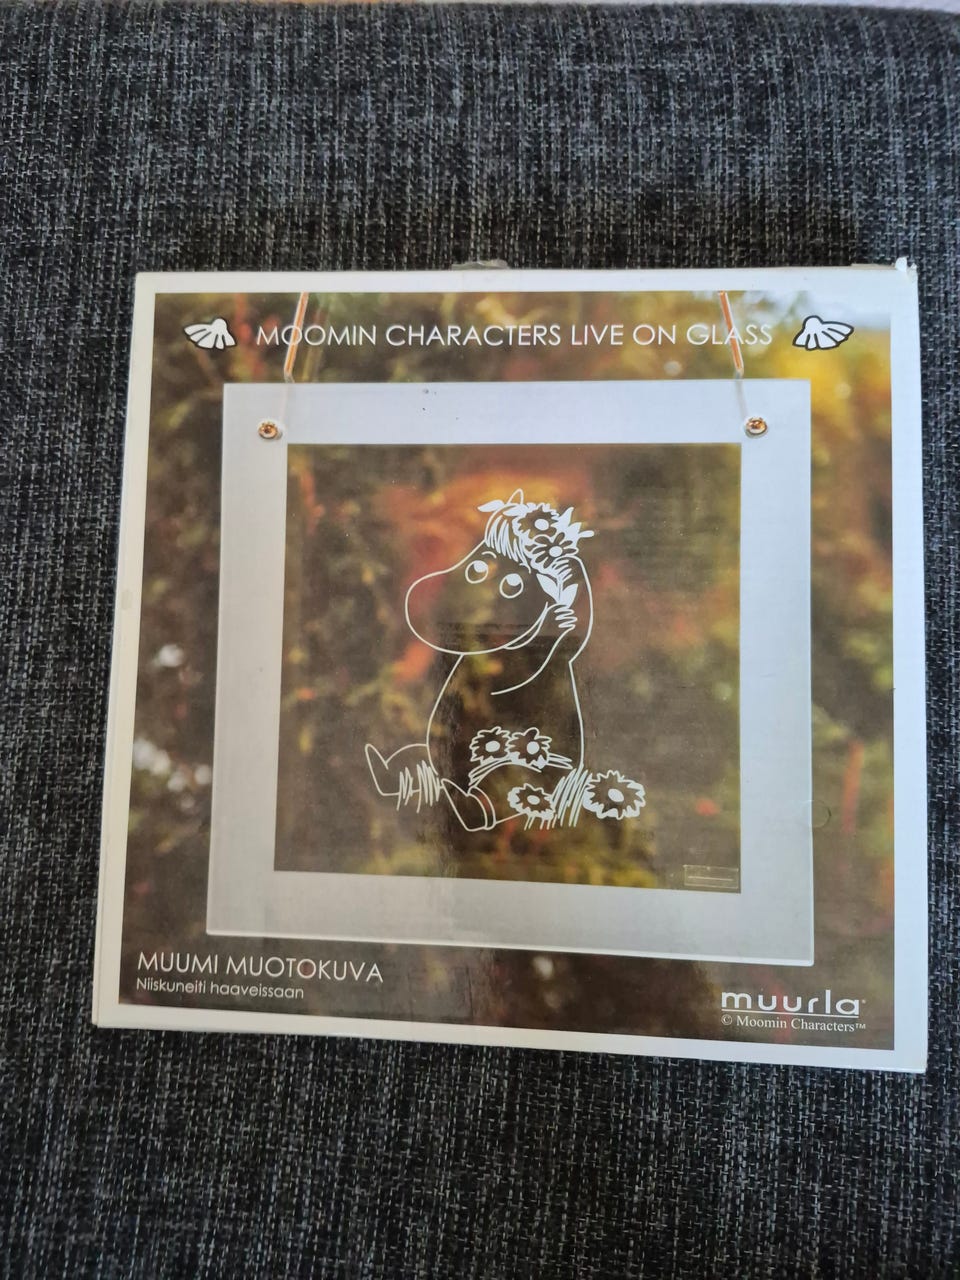 MOOMIN CHARACTERS LIVE ON GLASS
MUUMI MUOTOKUVA
Niiskuneiti haaveissaan
muurla®
© Moomin Characters™